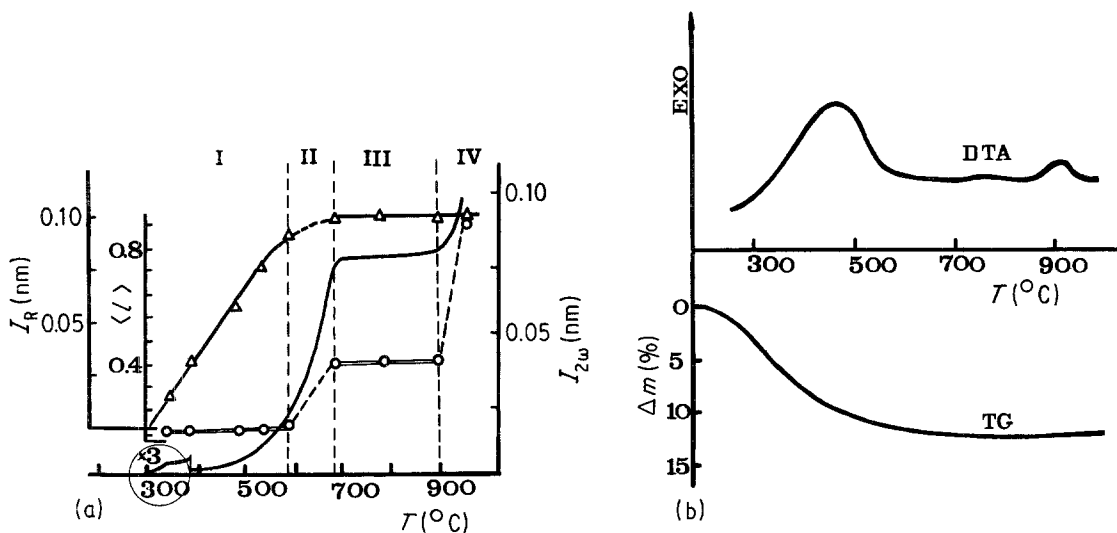 I II III IV
0.10
0.05
I_R (nm)
0.8
0.4
⟨l⟩
×3
300 500 700 900
T (°C)
(a)
0.10
0.05
I_2ω (nm)
EXO
DTA
300 500 700 900
T (°C)
0
5
10
15
Δm (%)
TG
(b)